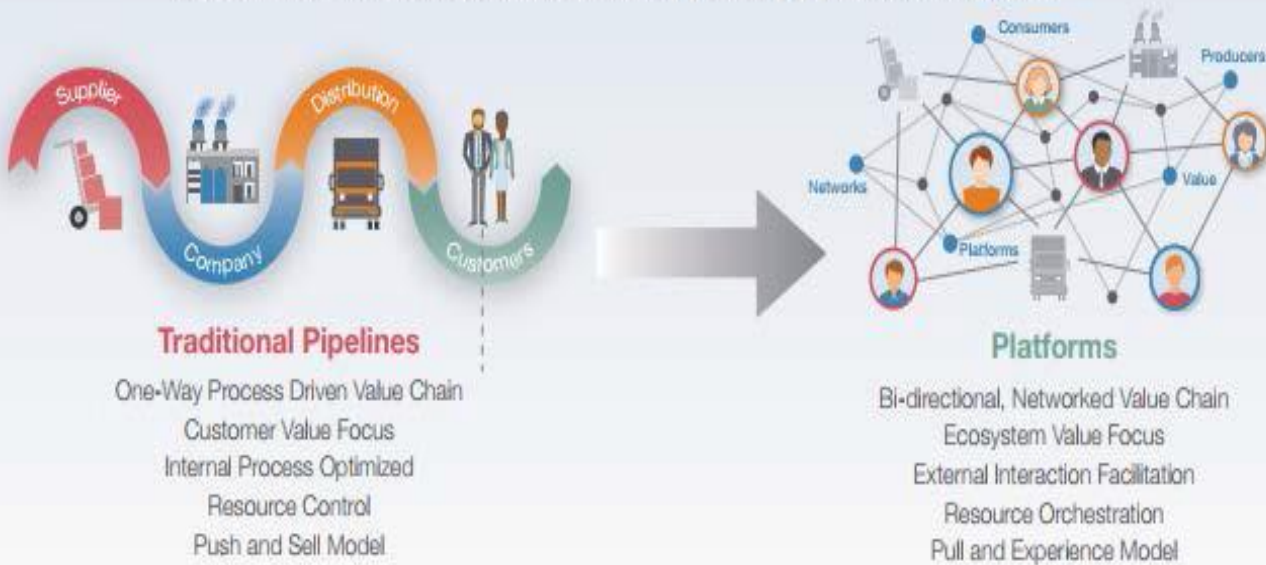 Supplier
Company
Distribution
Customers
Traditional Pipelines
One-Way Process Driven Value Chain
Customer Value Focus
Internal Process Optimized
Resource Control
Push and Sell Model
Consumers
Producers
Networks
Value
Platforms
Platforms
Bi-directional, Networked Value Chain
Ecosystem Value Focus
External Interaction Facilitation
Resource Orchestration
Pull and Experience Model